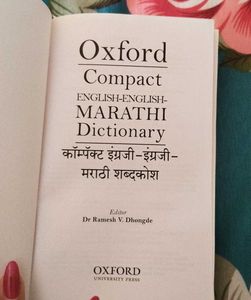 Oxford
Compact
ENGLISH-ENGLISH-
MARATHI
Dictionary
कॉम्पॅक्ट इंग्रजी-इंग्रजी-
मराठी शब्दकोश
Editor
Dr Ramesh V. Dhongde
OXFORD
UNIVERSITY PRESS